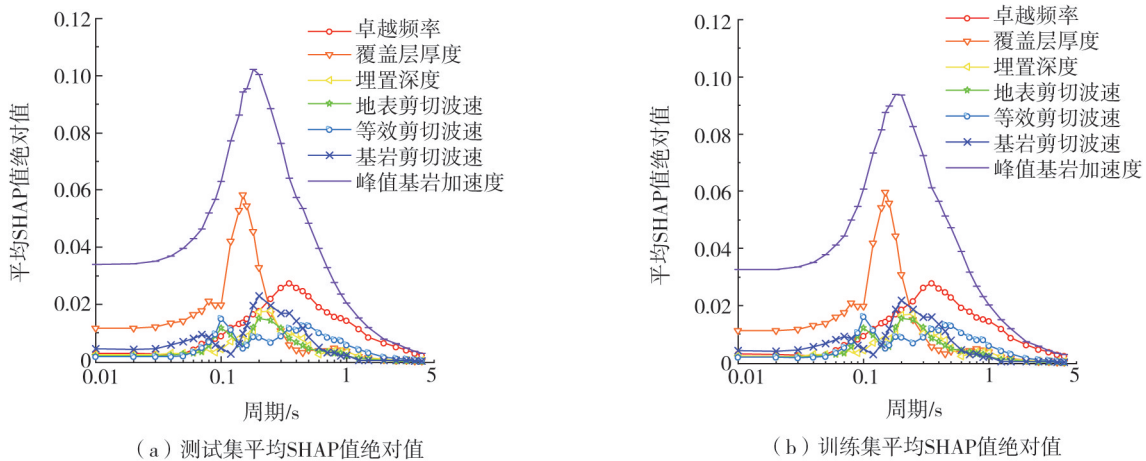 0.12
0.10
0.08
0.06
0.04
0.02
0
平均SHAP值绝对值
卓越频率
覆盖层厚度
埋置深度
地表剪切波速
等效剪切波速
基岩剪切波速
峰值基岩加速度
0.01
0.1
1
5
周期/s
（a）测试集平均SHAP值绝对值
0.12
0.10
0.08
0.06
0.04
0.02
0
平均SHAP值绝对值
卓越频率
覆盖层厚度
埋置深度
地表剪切波速
等效剪切波速
基岩剪切波速
峰值基岩加速度
0.01
0.1
1
5
周期/s
（b）训练集平均SHAP值绝对值